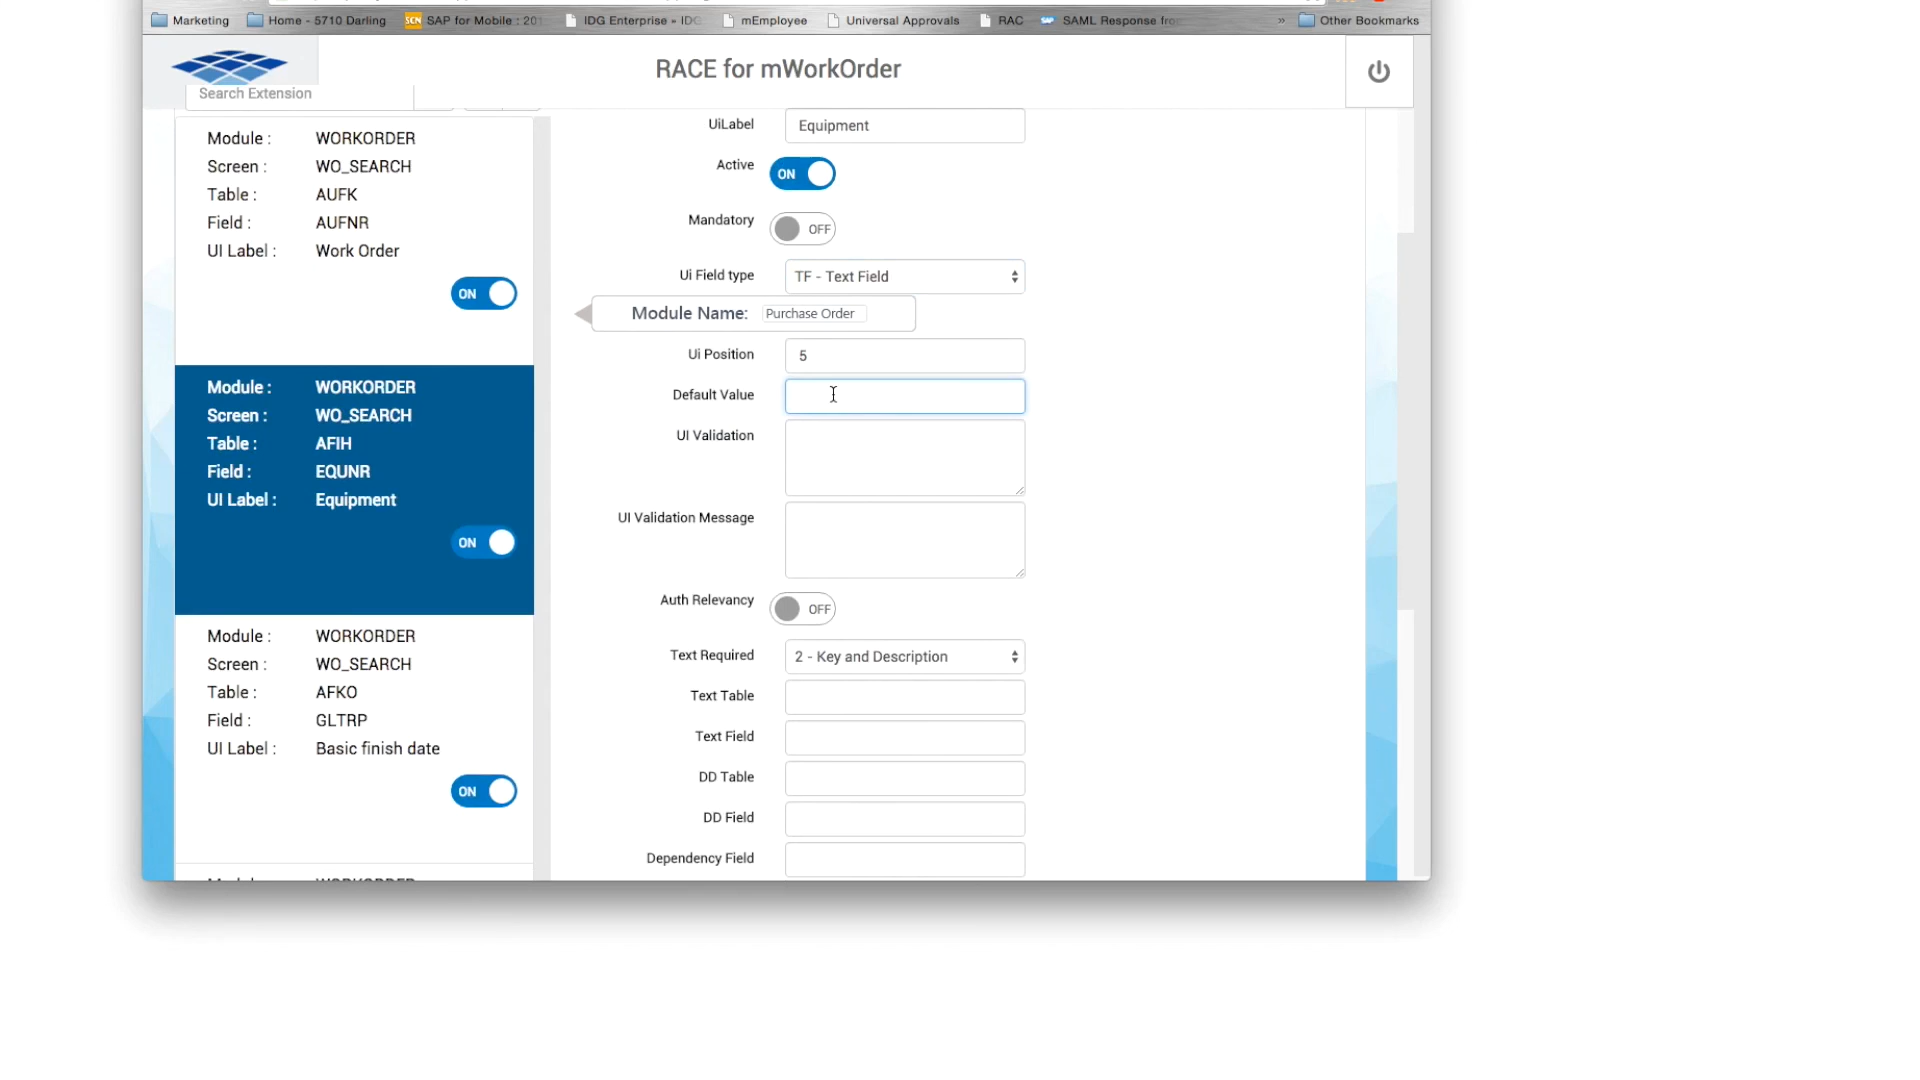 Marketing
Home - 5710 Darling
SCN SAP for Mobile : 201
IDG Enterprise » IDG
mEmployee
Universal Approvals
RAC
SAML Response fro
»
Other Bookmarks
RACE for mWorkOrder
Search Extension
Module : WORKORDER
Screen : WO_SEARCH
Table : AUFK
Field : AUFNR
UI Label : Work Order
ON
Module : WORKORDER
Screen : WO_SEARCH
Table : AFIH
Field : EQUNR
UI Label : Equipment
ON
Module : WORKORDER
Screen : WO_SEARCH
Table : AFKO
Field : GLTRP
UI Label : Basic finish date
ON
UiLabel Equipment
Active ON
Mandatory OFF
Ui Field type TF - Text Field
Module Name: Purchase Order
Ui Position 5
Default Value
UI Validation
UI Validation Message
Auth Relevancy OFF
Text Required 2 - Key and Description
Text Table
Text Field
DD Table
DD Field
Dependency Field